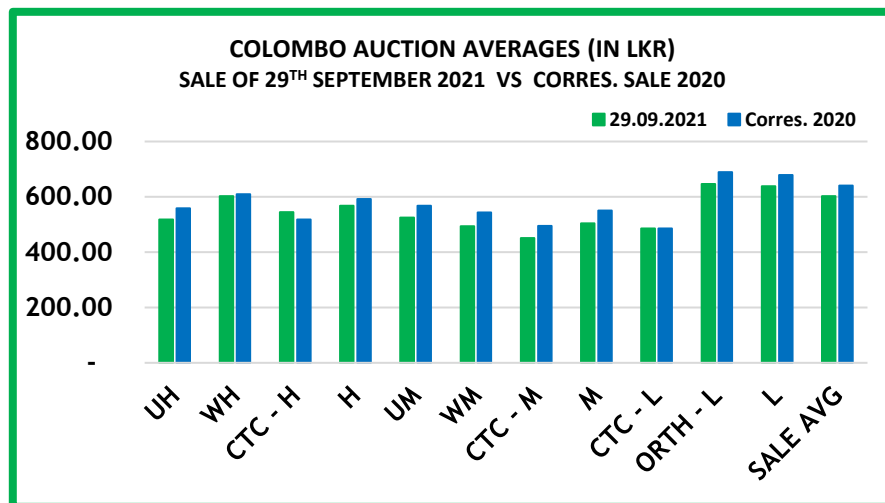 COLOMBO AUCTION AVERAGES (IN LKR)
SALE OF 29TH SEPTEMBER 2021 VS CORRES. SALE 2020
29.09.2021 Corres. 2020
800.00
600.00
400.00
200.00
-
UH
WH
CTC - H
H
UM
WM
CTC - M
M
CTC - L
ORTH - L
L
SALE AVG